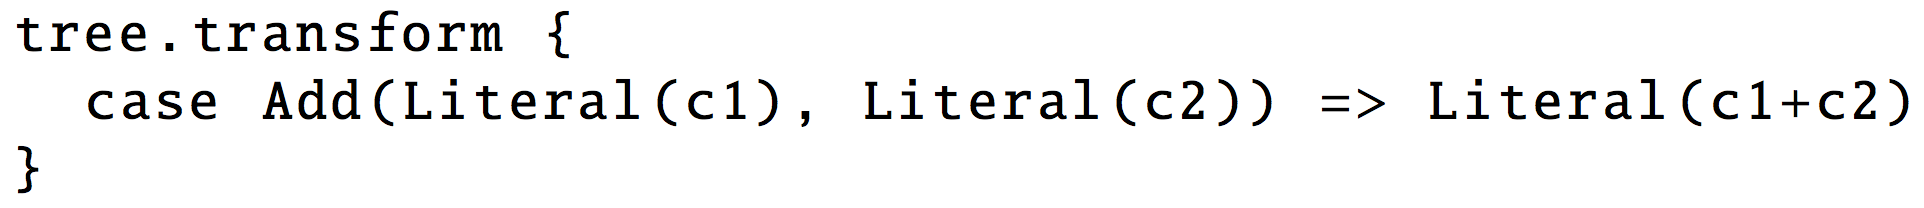 tree.transform {
  case Add(Literal(c1), Literal(c2)) => Literal(c1+c2)
}